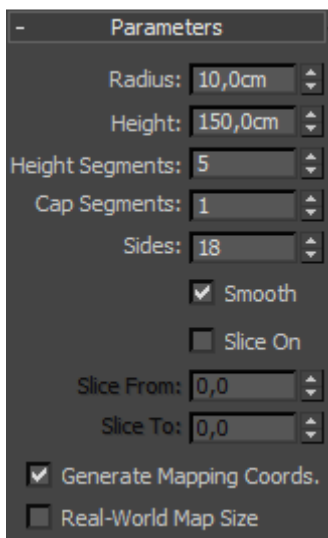 - Parameters
Radius: 10,0cm
Height: 150,0cm
Height Segments: 5
Cap Segments: 1
Sides: 18
Smooth
Slice On
Slice From: 0,0
Slice To: 0,0
Generate Mapping Coords.
Real-World Map Size